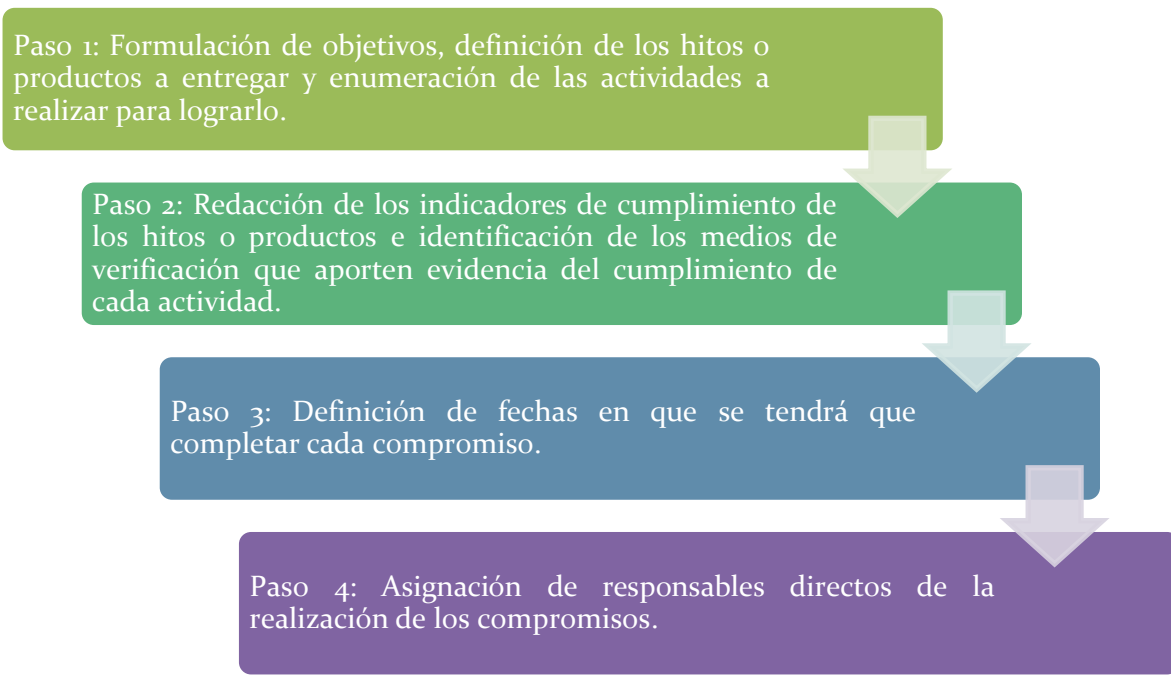 Paso 1: Formulación de objetivos, definición de los hitos o
productos a entregar y enumeración de las actividades a
realizar para lograrlo.
Paso 2: Redacción de los indicadores de cumplimiento de
los hitos o productos e identificación de los medios de
verificación que aporten evidencia del cumplimiento de
cada actividad.
Paso 3: Definición de fechas en que se tendrá que
completar cada compromiso.
Paso 4: Asignación de responsables directos de la
realización de los compromisos.